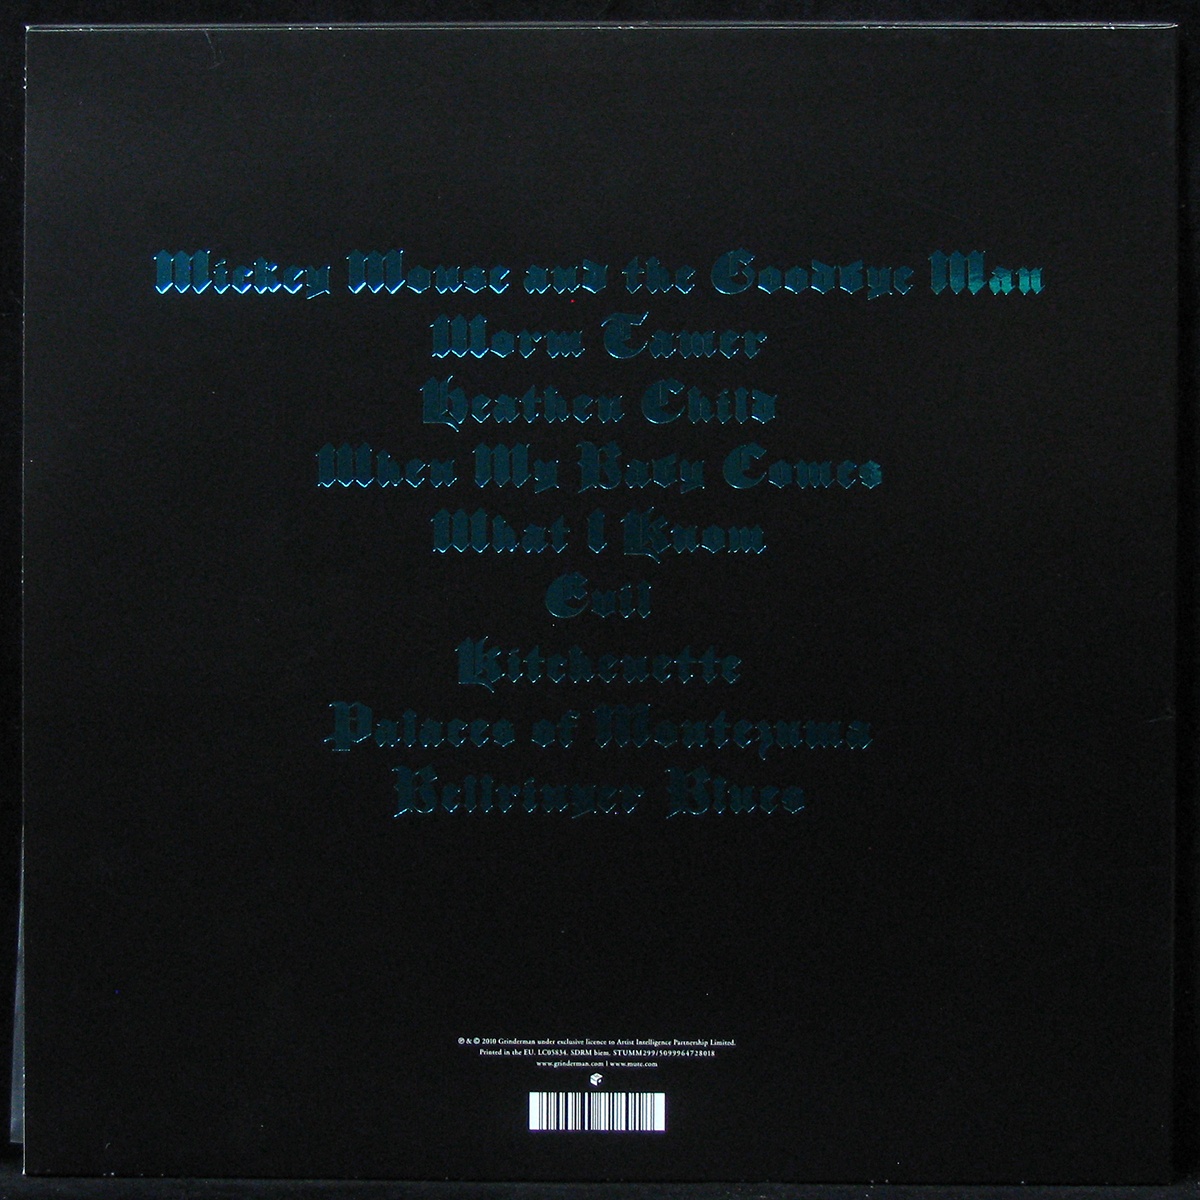 Mickey Mouse and the Goodbye Man
Worm Tamer
Heathen Child
When My Baby Comes
What I Know
Evil
Kitchenette
Palaces of Montezuma
Bellringer Blues
℗ & © 2010 Grinderman under exclusive licence to Artist Intelligence Partnership Limited.
Printed in the EU. LC05834. SDRM biem. STUMM299/5099964728018
www.grinderman.com | www.mute.com